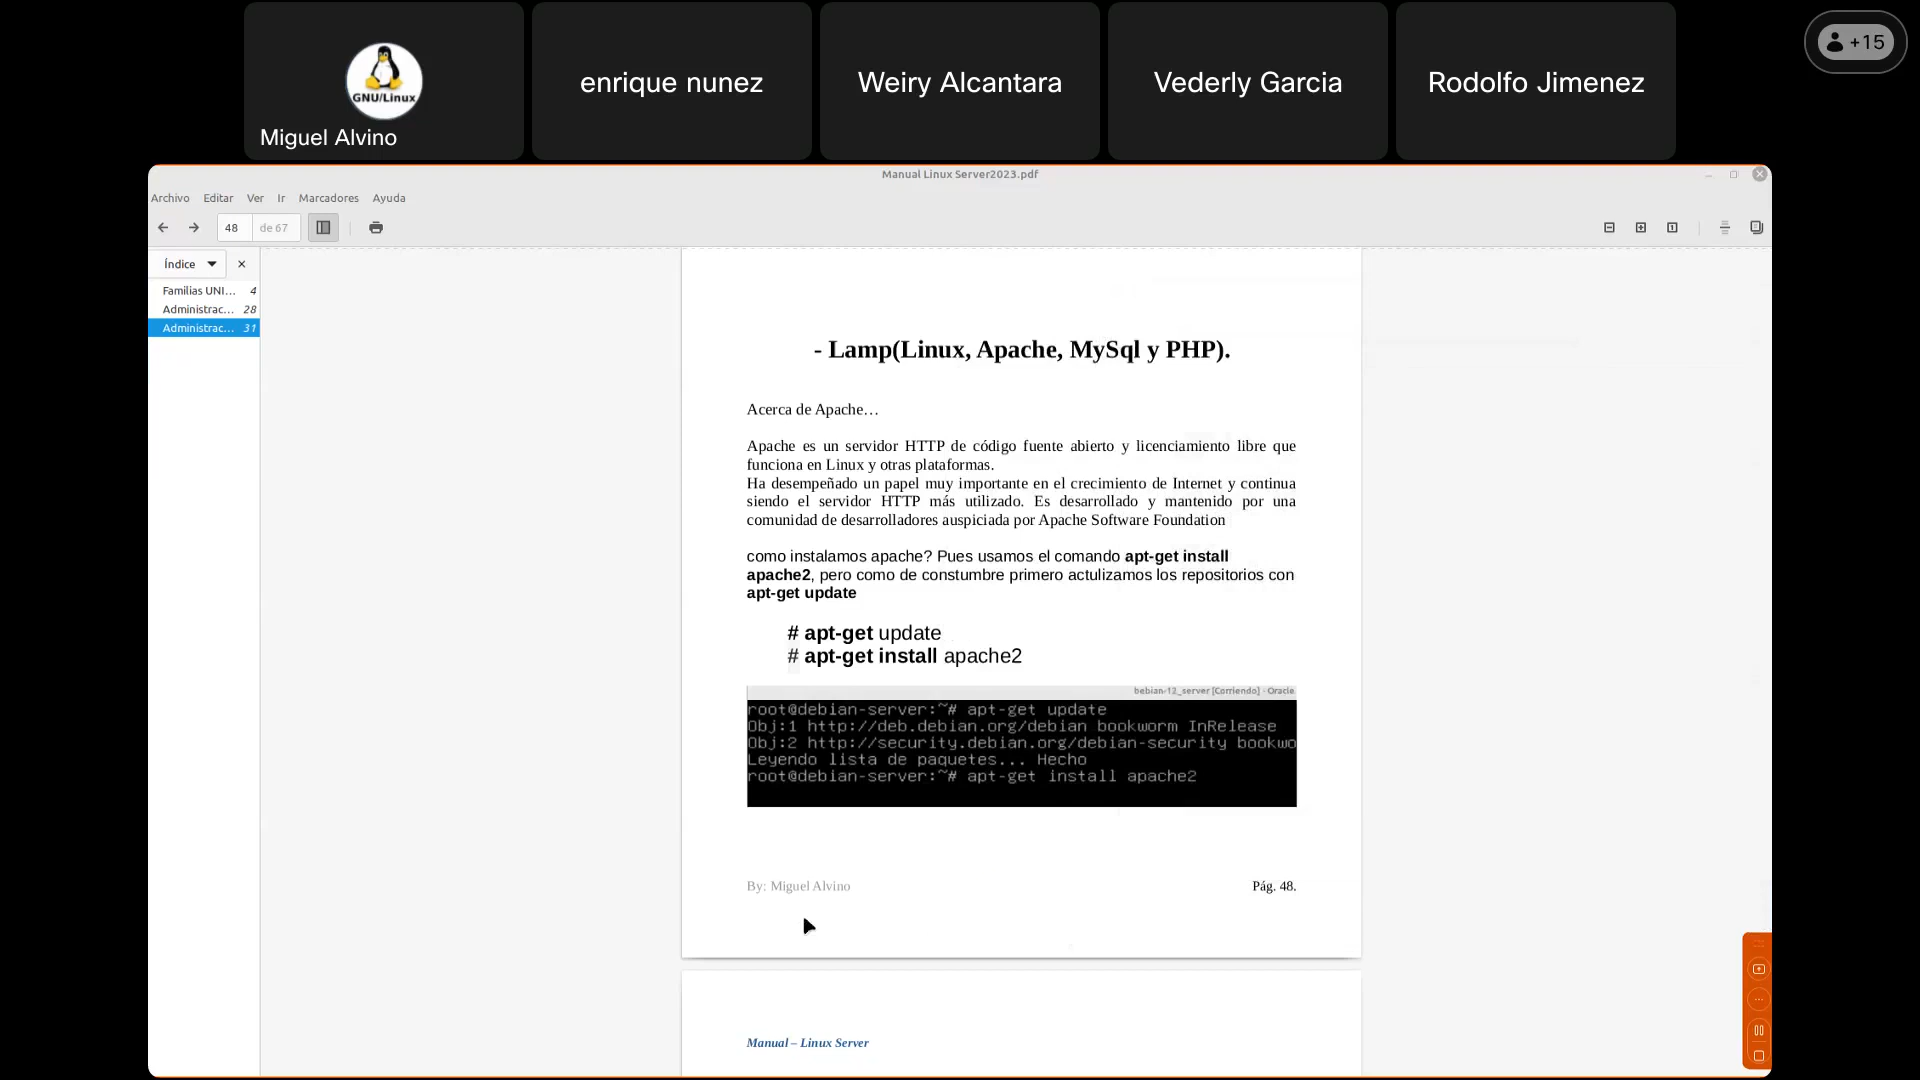 GNU/Linux
Miguel Alvino
enrique nunez
Weiry Alcantara
Vederly Garcia
Rodolfo Jimenez
+15
Manual Linux Server2023.pdf
Archivo Editar Ver Ir Marcadores Ayuda
48 de 67
Índice
Familias UNI... 4
Administrac... 28
Administrac... 31
- Lamp(Linux, Apache, MySql y PHP).
Acerca de Apache…
Apache es un servidor HTTP de código fuente abierto y licenciamiento libre que
funciona en Linux y otras plataformas.
Ha desempeñado un papel muy importante en el crecimiento de Internet y continua
siendo el servidor HTTP más utilizado. Es desarrollado y mantenido por una
comunidad de desarrolladores auspiciada por Apache Software Foundation
como instalamos apache? Pues usamos el comando apt-get install
apache2, pero como de constumbre primero actulizamos los repositorios con
apt-get update
# apt-get update
# apt-get install apache2
bebian-12_server [Corriendo] - Oracle
root@debian-server:~# apt-get update
Obj:1 http://deb.debian.org/debian bookworm InRelease
Obj:2 http://security.debian.org/debian-security bookwo
Leyendo lista de paquetes... Hecho
root@debian-server:~# apt-get install apache2
By: Miguel Alvino Pág. 48.
Manual – Linux Server